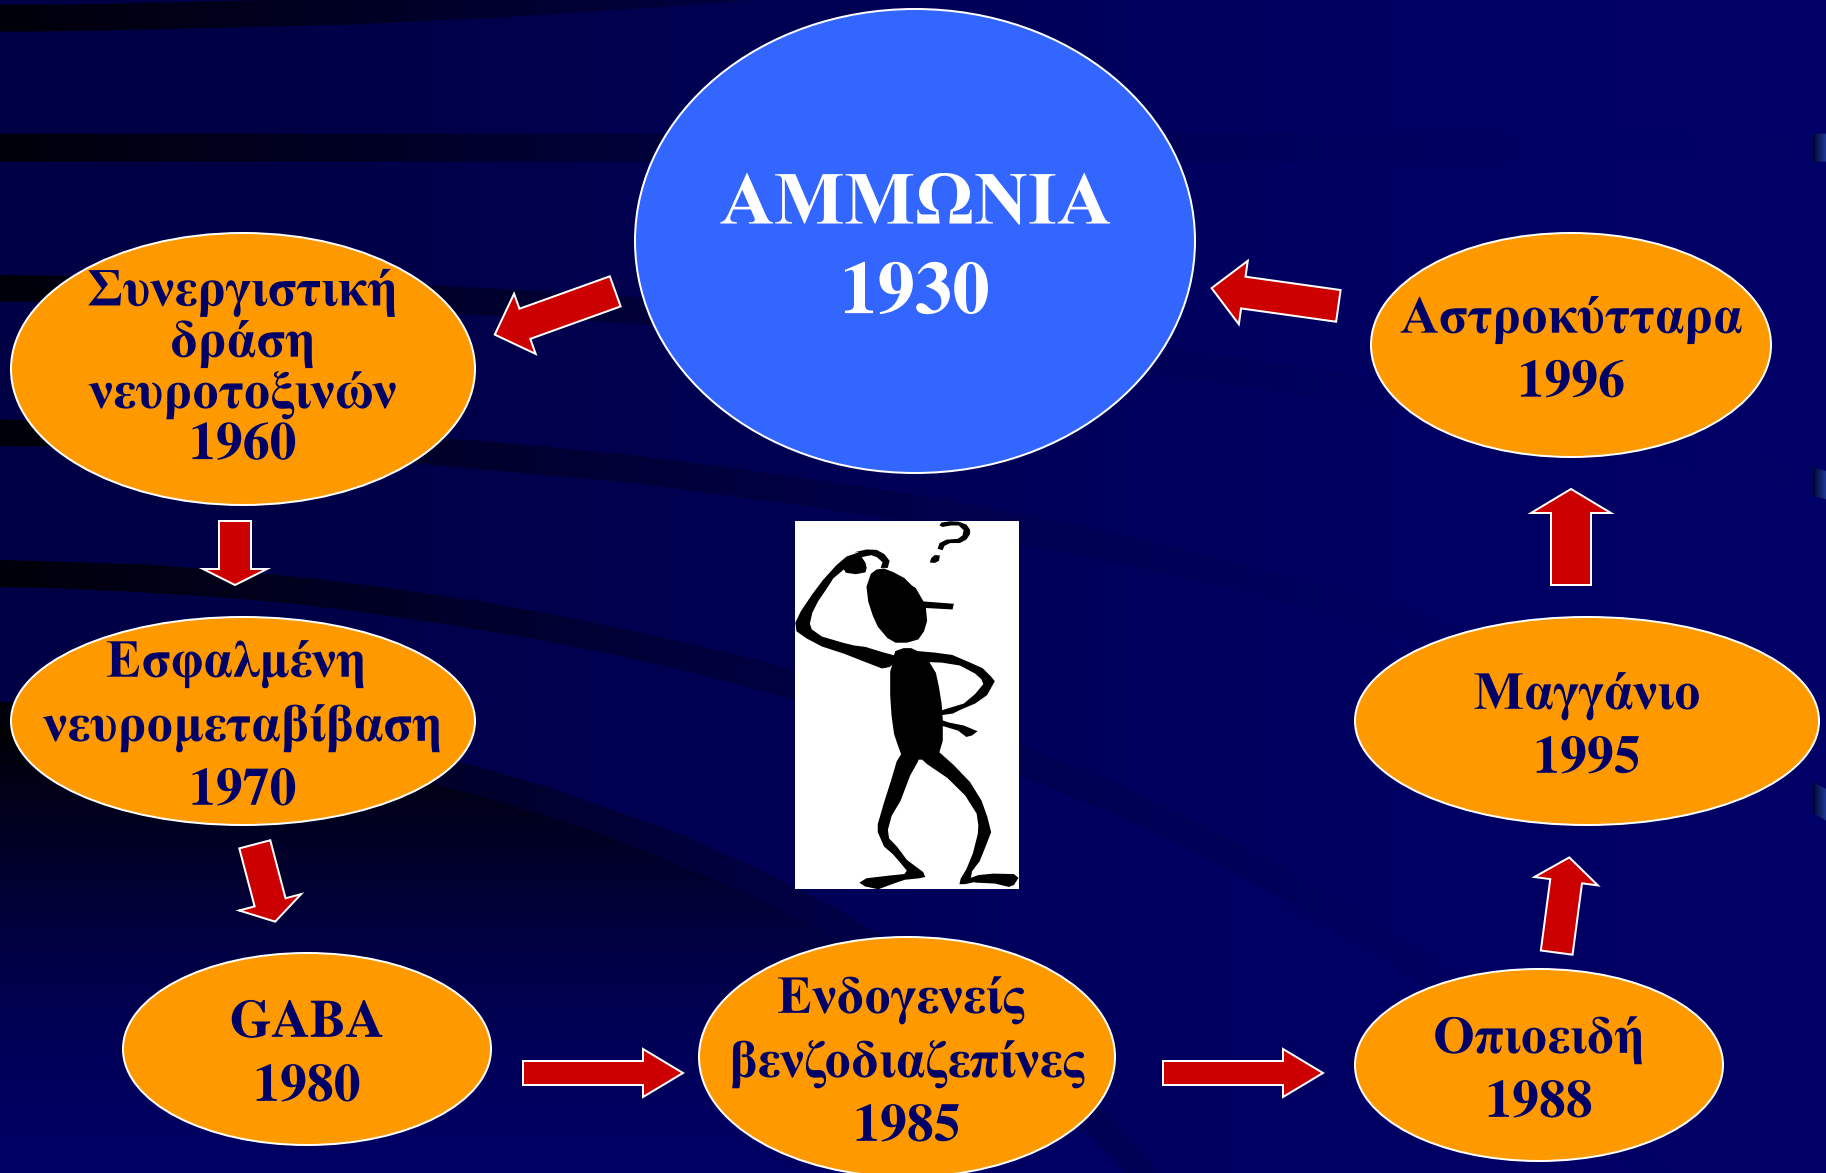 ΑΜΜΩΝΙΑ
1930
Συνεργιστική
δράση
νευροτοξινών
1960
Εσφαλμένη
νευρομεταβίβαση
1970
GABA
1980
Ενδογενείς
βενζοδιαζεπίνες
1985
Οπιοειδή
1988
Μαγγάνιο
1995
Αστροκύτταρα
1996
?